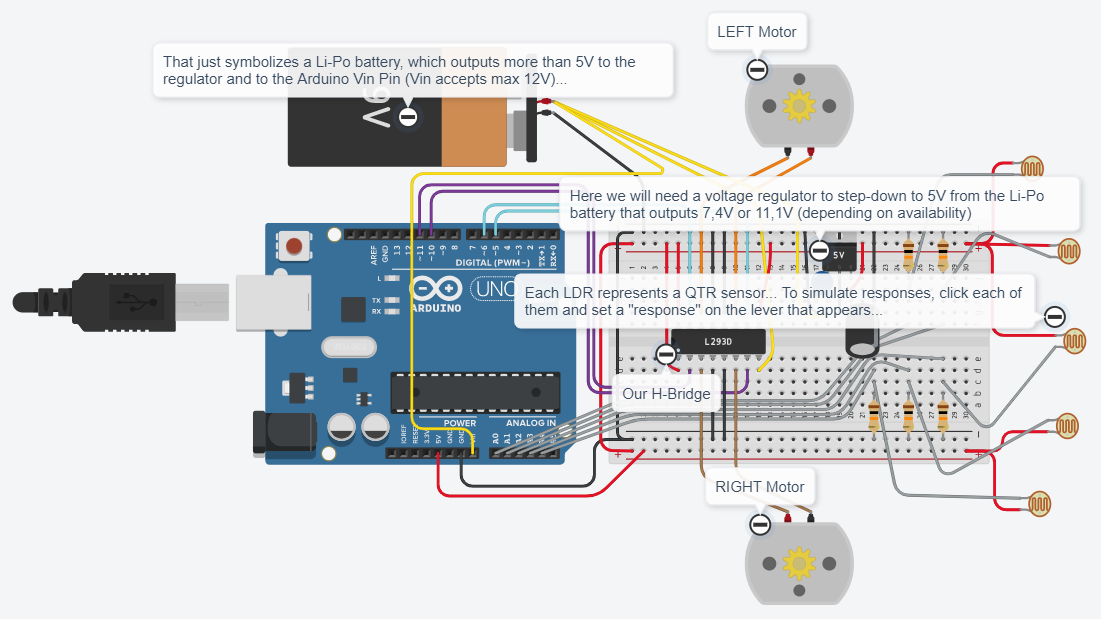 LEFT Motor
That just symbolizes a Li-Po battery, which outputs more than 5V to the
regulator and to the Arduino Vin Pin (Vin accepts max 12V)...
9V
Here we will need a voltage regulator to step-down to 5V from the Li-Po
battery that outputs 7,4V or 11,1V (depending on availability)
AREF
GND
13
12
~11
~10
~9
8
7
~6
~5
4
~3
2
TX→1
RX←0
DIGITAL (PWM~)
5V
L
TX
RX
UNO
ARDUINO
Each LDR represents a QTR sensor... To simulate responses, click each of
them and set a "response" on the lever that appears...
L293D
Our H-Bridge
POWER
ANALOG IN
IOREF
RESET
3.3V
5V
GND
GND
A0
A1
A2
RIGHT Motor